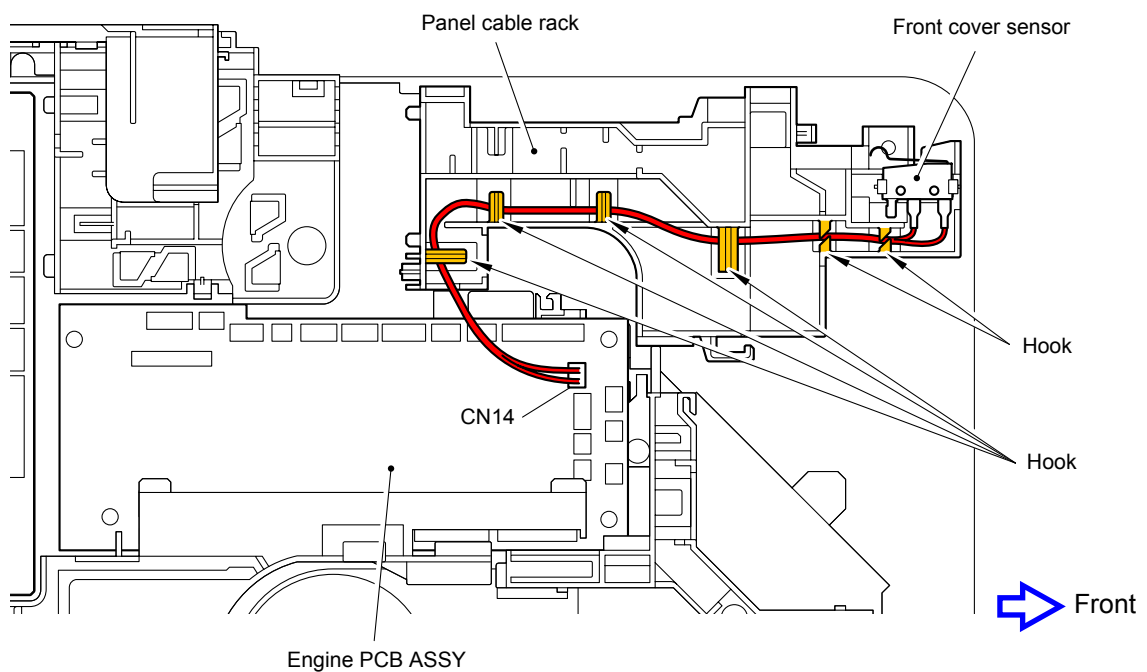 Panel cable rack
Front cover sensor
Hook
CN14
Hook
Front
Engine PCB ASSY